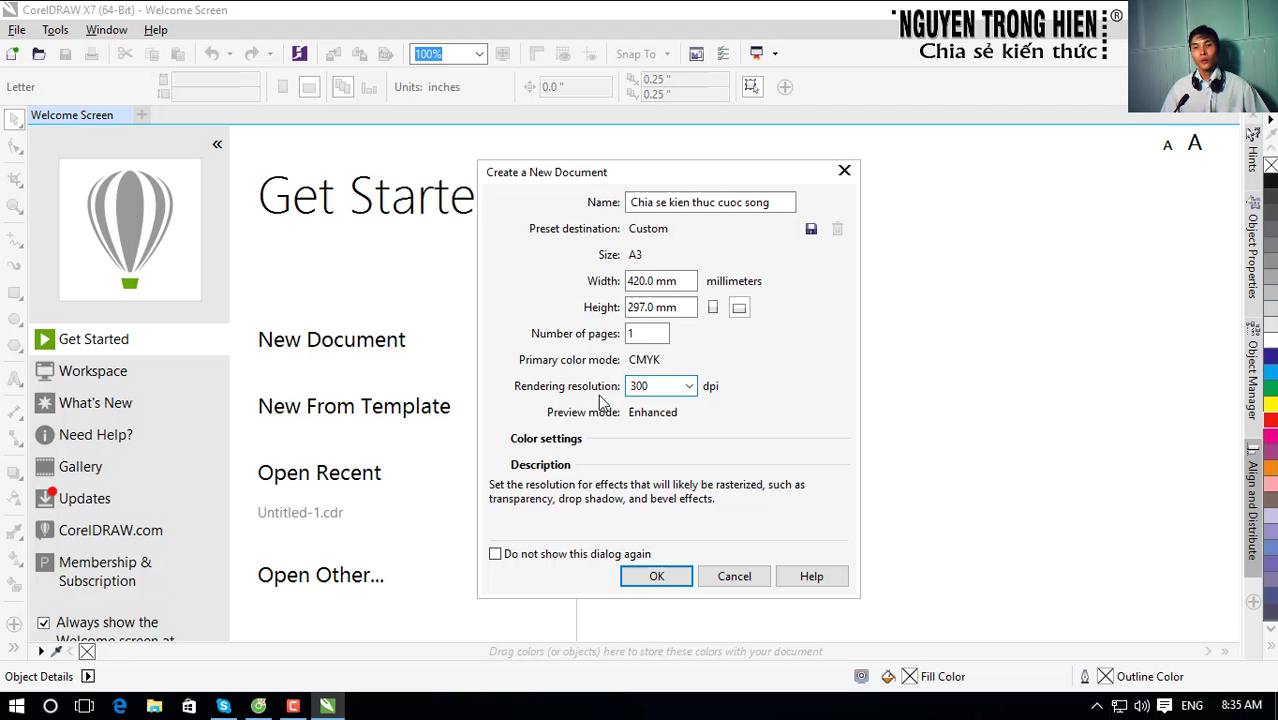 CorelDRAW X7 (64-Bit) - Welcome Screen
NGUYEN TRONG HIEN ®
Chia sẻ kiến thức
File Tools Window Help
100%
Snap To
Letter
Units: inches
0.0 "
0.25 "
0.25 "
Welcome Screen
A A
Get Starte
Create a New Document
Name: Chia se kien thuc cuoc song
Preset destination: Custom
Size: A3
Width: 420.0 mm millimeters
Height: 297.0 mm
Number of pages: 1
Primary color mode: CMYK
Rendering resolution: 300 dpi
Preview mode: Enhanced
Color settings
Description
Set the resolution for effects that will likely be rasterized, such as
transparency, drop shadow, and bevel effects.
Do not show this dialog again
OK Cancel Help
Get Started
Workspace
What's New
Need Help?
Gallery
Updates
CorelDRAW.com
Membership &
Subscription
Always show the
Welcome screen at
New Document
New From Template
Open Recent
Untitled-1.cdr
Open Other...
Hints
Object Properties
Object Manager
Align and Distribute
Drag colors (or objects) here to store these colors with your document
Object Details
Fill Color
Outline Color
ENG
8:35 AM